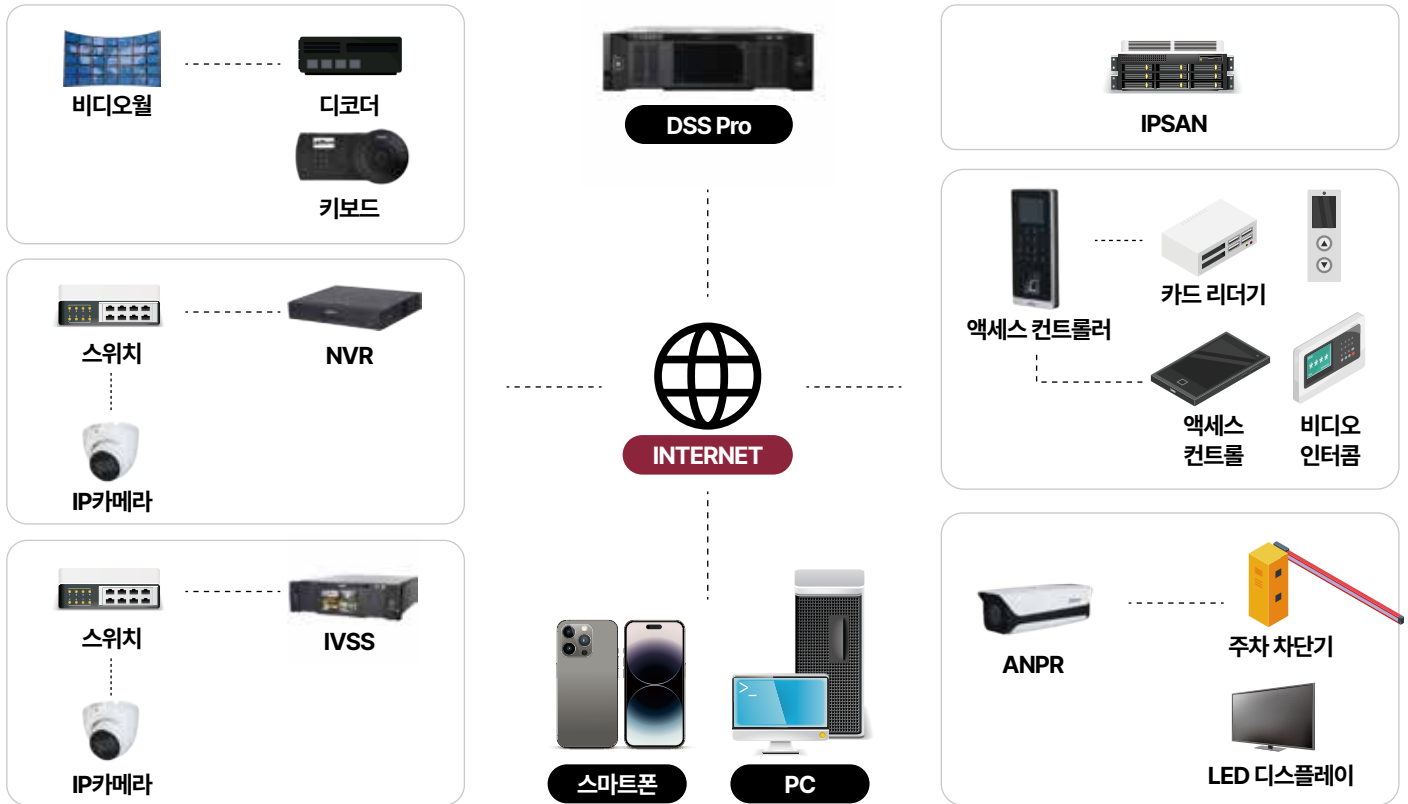 비디오월
디코더
키보드
DSS Pro
IPSAN
스위치
NVR
IP카메라
INTERNET
액세스 컨트롤러
카드 리더기
액세스
컨트롤
비디오
인터콤
스위치
IVSS
IP카메라
스마트폰
>_
PC
ANPR
주차 차단기
LED 디스플레이